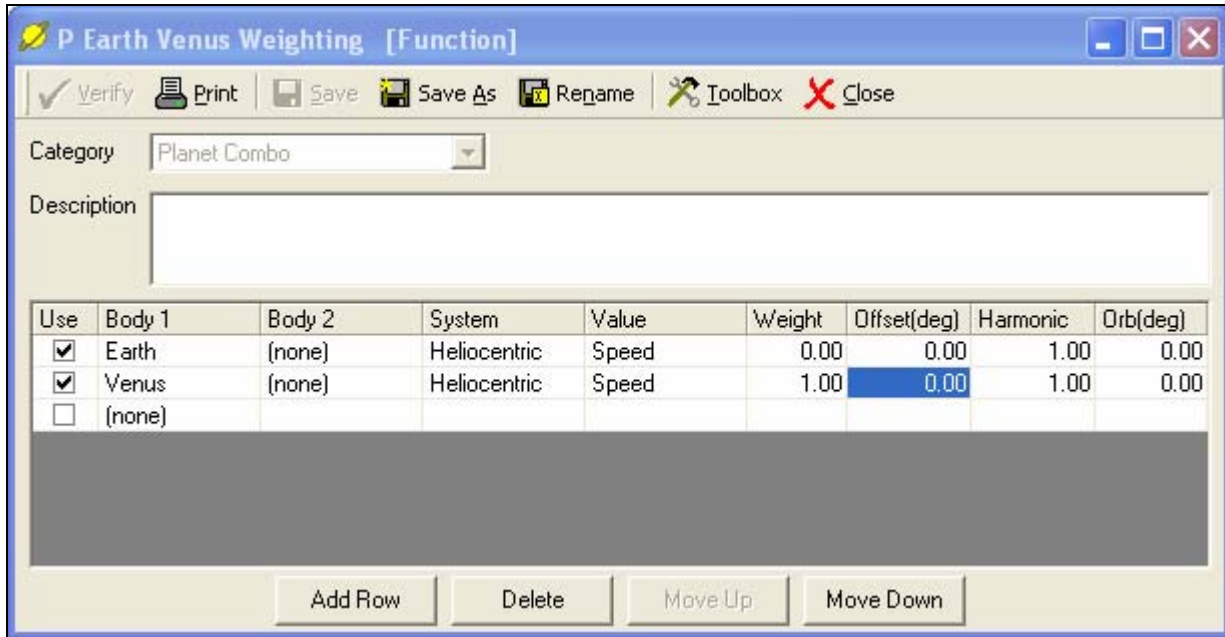 P Earth Venus Weighting [Function]
Verify Print Save Save As Rename Toolbox Close
Category Planet Combo
Description
Use Body 1 Body 2 System Value Weight Offset(deg) Harmonic Orb(deg)
Earth (none) Heliocentric Speed 0.00 0.00 1.00 0.00
Venus (none) Heliocentric Speed 1.00 0.00 1.00 0.00
(none)
Add Row Delete Move Up Move Down